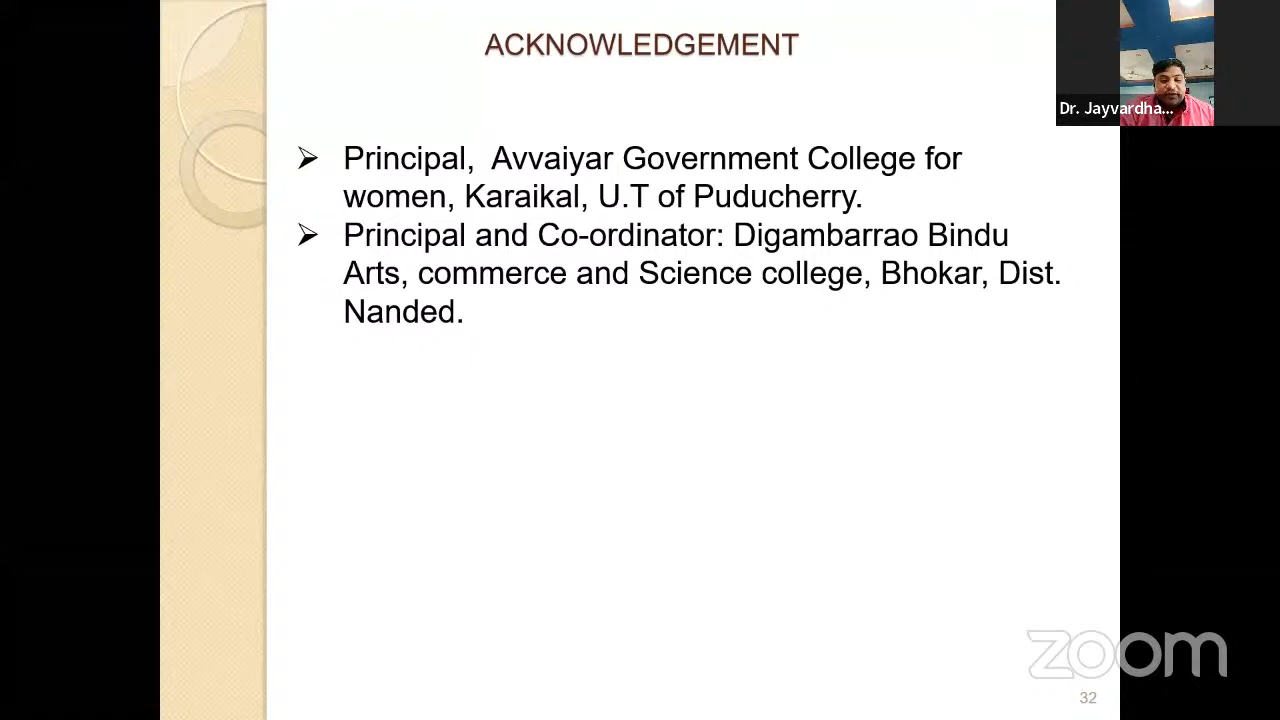 ACKNOWLEDGEMENT
Dr. Jayvardha...
➢ Principal, Avvaiyar Government College for
women, Karaikal, U.T of Puducherry.
➢ Principal and Co-ordinator: Digambarrao Bindu
Arts, commerce and Science college, Bhokar, Dist.
Nanded.
zoom
32